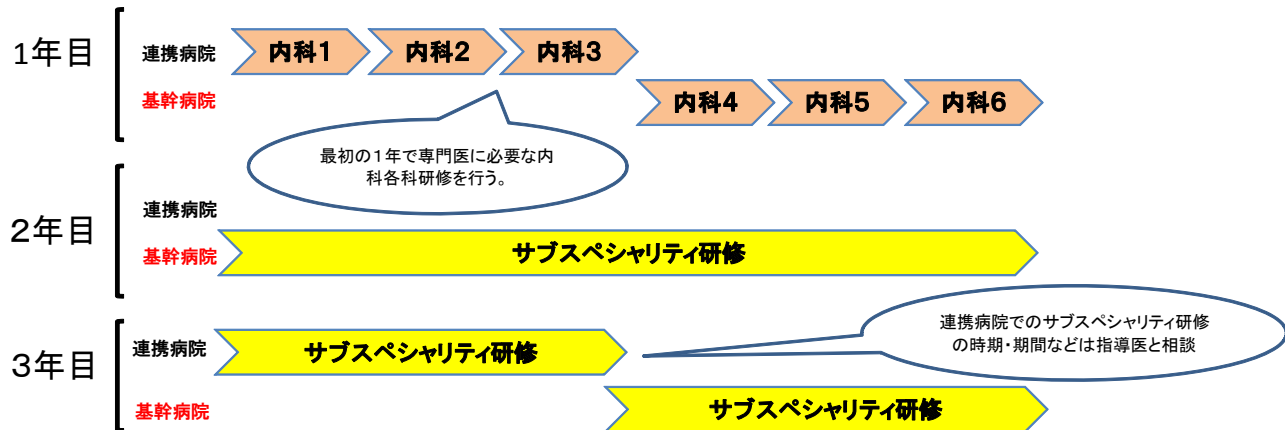 1年目
連携病院
内科1
内科2
内科3
基幹病院
内科4
内科5
内科6
最初の1年で専門医に必要な内
科各科研修を行う。
2年目
連携病院
基幹病院
サブスペシャリティ研修
3年目
連携病院
サブスペシャリティ研修
連携病院でのサブスペシャリティ研修
の時期・期間などは指導医と相談
基幹病院
サブスペシャリティ研修